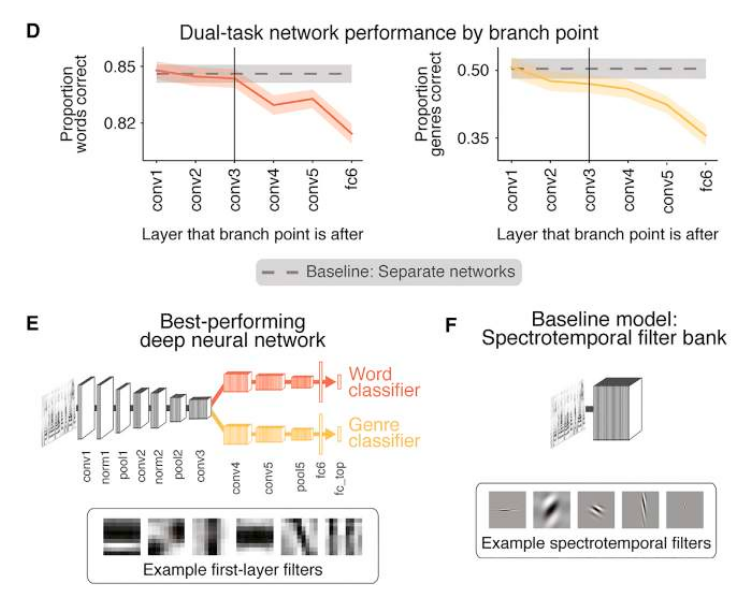 D
Dual-task network performance by branch point
Proportion
words correct
0.85
0.82
conv1
conv2
conv3
conv4
conv5
fc6
Layer that branch point is after
Proportion
genres correct
0.50
0.35
conv1
conv2
conv3
conv4
conv5
fc6
Layer that branch point is after
Baseline: Separate networks
E
Best-performing
deep neural network
Word
classifier
Genre
classifier
conv1
norm1
pool1
conv2
norm2
pool2
conv3
conv4
conv5
pool5
fc6
fc_top
Example first-layer filters
F
Baseline model:
Spectrotemporal filter bank
Example spectrotemporal filters